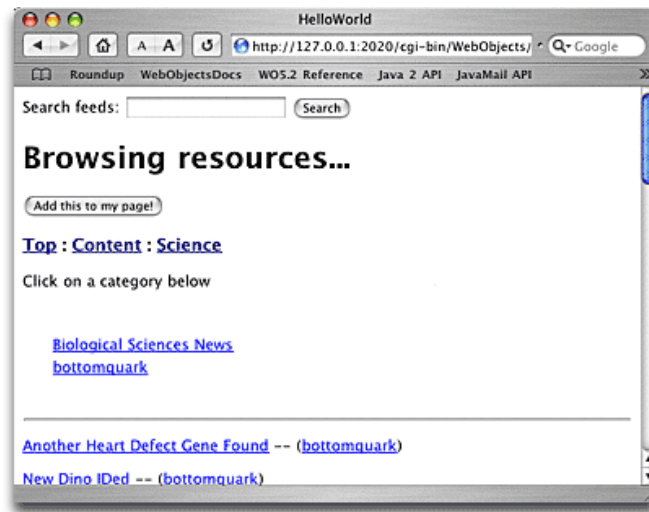 HelloWorld
A A http://127.0.0.1:2020/cgi-bin/WebObjects/ Q Google
Roundup WebObjectsDocs WO5.2 Reference Java 2 API JavaMail API
Search feeds: Search
Browsing resources...
Add this to my page!
Top : Content : Science
Click on a category below
Biological Sciences News
bottomquark
Another Heart Defect Gene Found -- (bottomquark)
New Dino IDed -- (bottomquark)